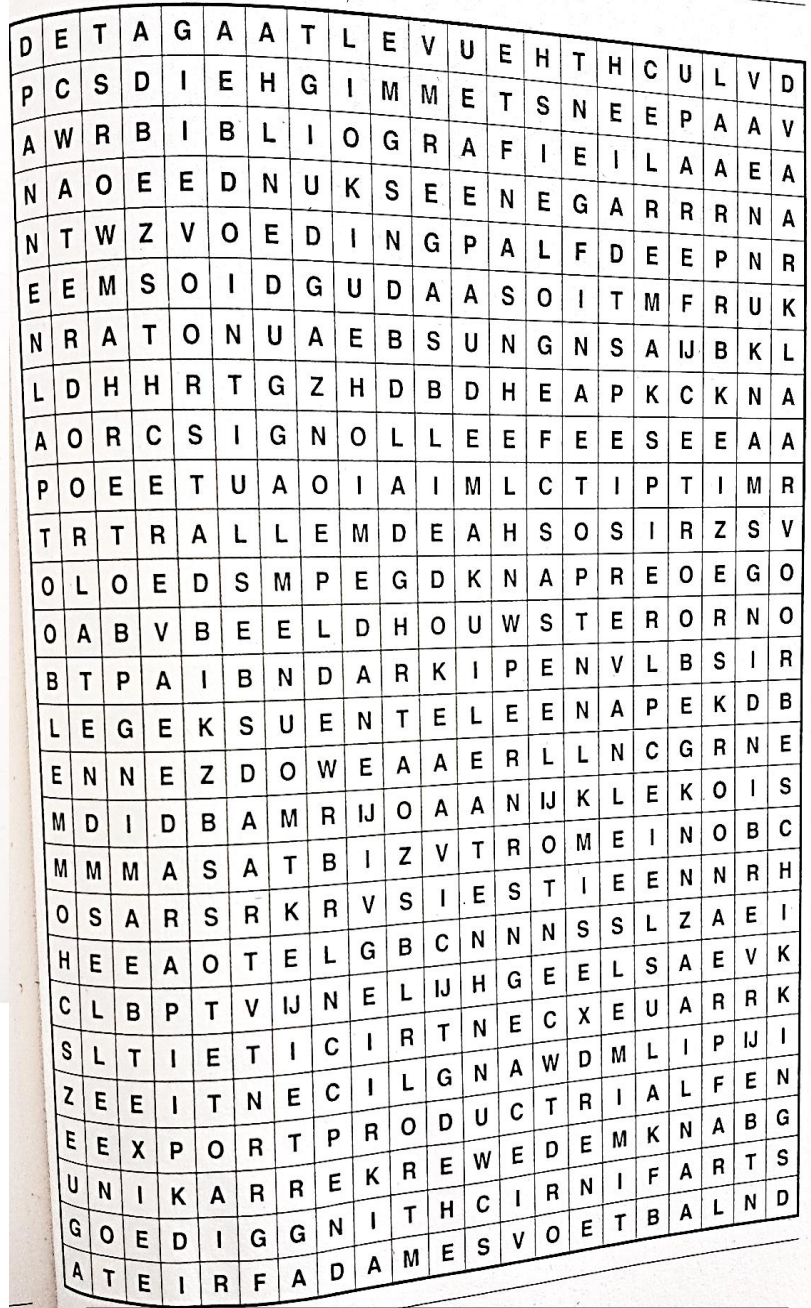 D E T A G A A T L E V U E H T H C U L V D
P C S D I E H G I M M E T S N E E P A A V
A W R B I B L I O G R A F I E I L A A E A
N A O E E D N U K S E E N E G A R R R N A
N T W Z V O E D I N G P A L F D E E P N R
E E M S O I D G U D A A S O I T M F R U K
N R A T O N U A E B S U N G N S A IJ B K L
L D H H R T G Z H D B D H E A P K C K N A
A O R C S I G N O L L E E F E E S E E A A
P O E E T U A O I A I M L C T I P T I M R
T R T R A L L E M D E A H S O S I R Z S V
O L O E D S M P E G D K N A P R E O E G O
O A B V B E E L D H O U W S T E R O R N O
B T P A I B N D A R K I P E N V L B S I R
L E G E K S U E N T E L E E N A P E K D B
E N N E Z D O W E A A E R L L N C G R N E
M D I D B A M R IJ O A A N IJ K L E K O I S
M M M A S A T B I Z V T R O M E I N O B C
O S A R S R K R V S I E S T I E E N N R H
H E E A O T E L G B C N N N S S L Z A E I
C L B P T V IJ N E L IJ H G E E L S A E V K
S L T I E T I C I R T N E C X E U A R R K
Z E E I T N E C I L G N A W D M L I P IJ I
E E X P O R T P R O D U C T R I A L F E N
U N I K A R R E K R E W E D E M K N A B G
G O E D I G G N I T H C I R N I F A R T S
A T E I R F A D A M E S V O E T B A L N D